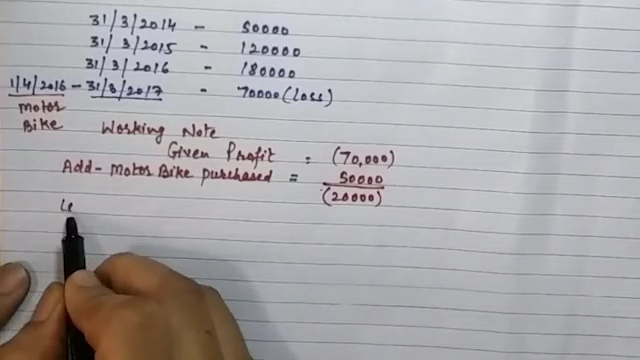 31/3/2014 - 50000
31/3/2015 - 120000
31/3/2016 - 180000
1/4/2016 - 31/3/2017 - 70000 (Loss)
Motor
Bike
Working Note
Given Profit = (70,000)
Add- Motor Bike purchased = 50000
(20000)
Le